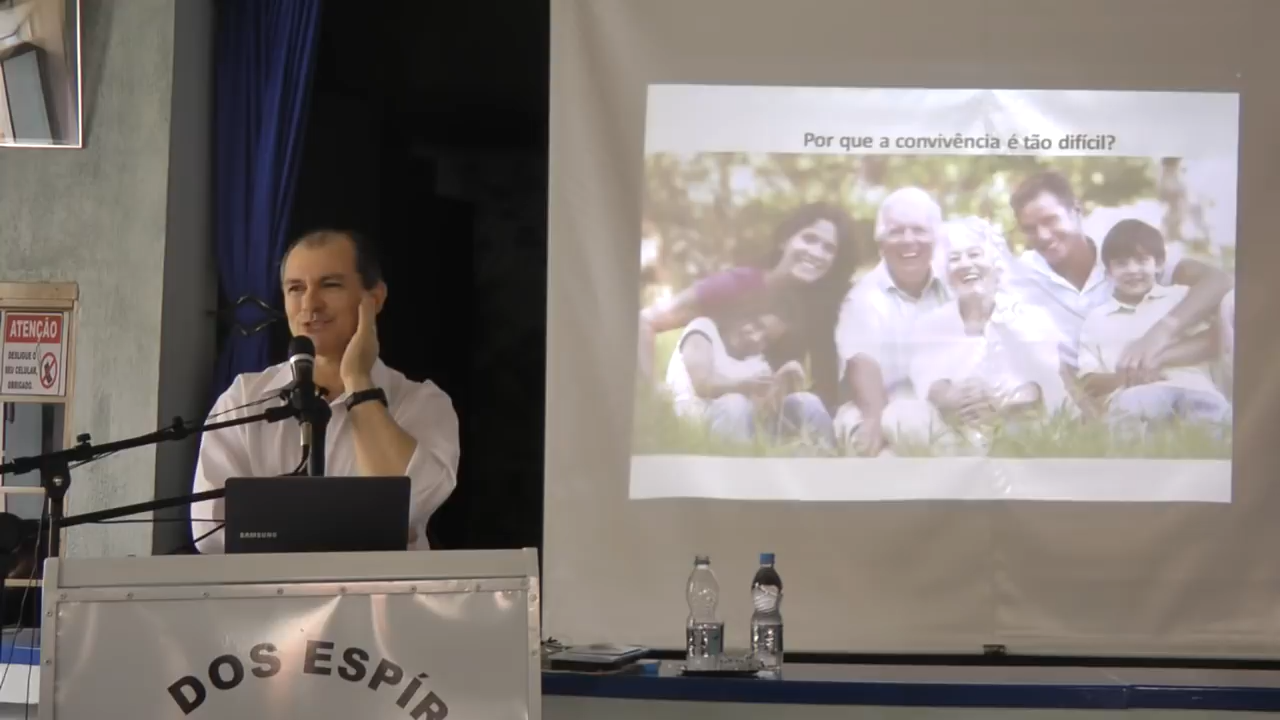 Por que a convivência é tão difícil?
ATENÇÃO
DESLIGUE O
SEU CELULAR.
OBRIGADO.
SAMSUNG
DOS ESPÍR